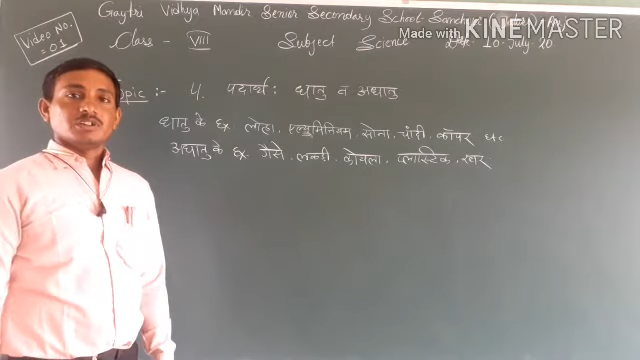 Gaytri Vidhya Mandir Senior Secondary School-
Made with KINEMASTER
Video No. = 01
Class - VIII Subject Science 10-July-20
Topic :- 4. पदार्थ : धातु व अधातु
धातु के Ex लोहा, एल्युमिनियम, सोना, चांदी, कॉपर etc
अधातु के Ex- गैसे, लकडी, कोयला, प्लास्टिक, रबर